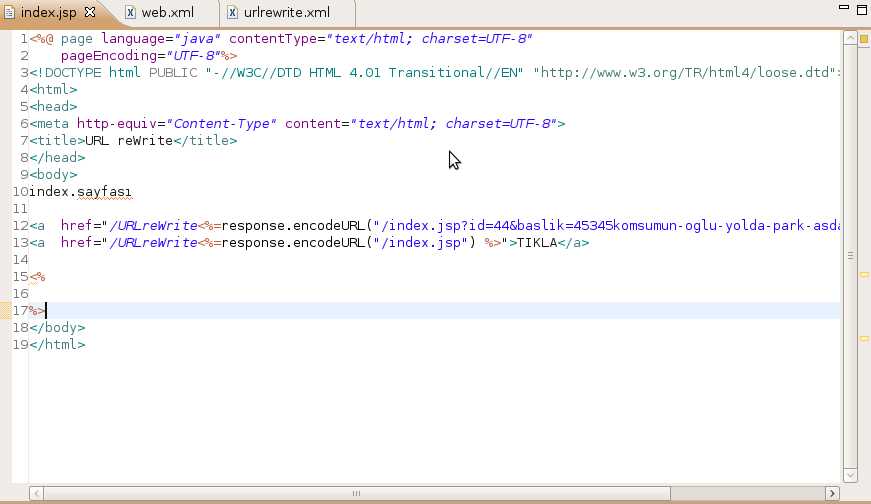 index.jsp web.xml urlrewrite.xml
1<%@ page language="java" contentType="text/html; charset=UTF-8"
2    pageEncoding="UTF-8"%>
3<!DOCTYPE html PUBLIC "-//W3C//DTD HTML 4.01 Transitional//EN" "http://www.w3.org/TR/html4/loose.dtd">
4<html>
5<head>
6<meta http-equiv="Content-Type" content="text/html; charset=UTF-8">
7<title>URL reWrite</title>
8</head>
9<body>
10index.sayfası
11
12<a  href="/URLreWrite<%=response.encodeURL("/index.jsp?id=44&baslik=45345komsumun-oglu-yolda-park-asda
13<a  href="/URLreWrite<%=response.encodeURL("/index.jsp") %>">TIKLA</a>
14
15<%
16
17%>
18</body>
19</html>